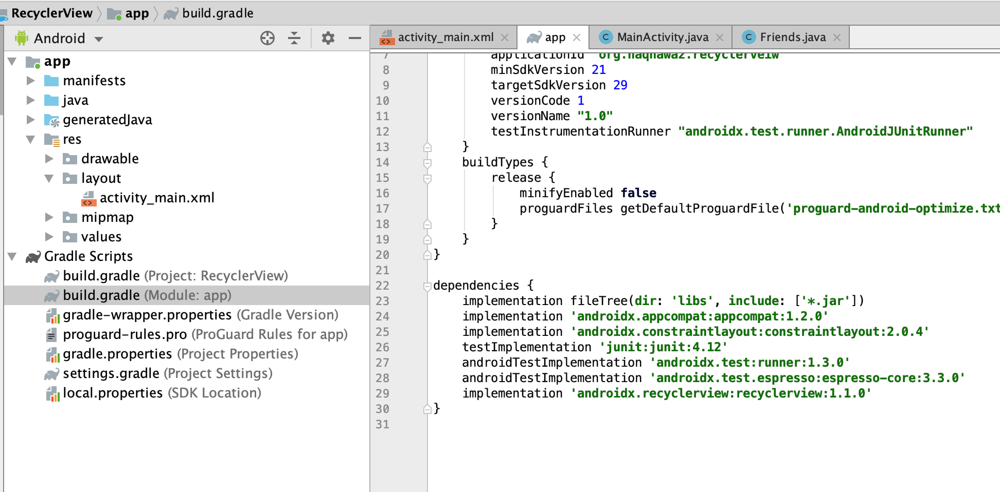 RecyclerView app build.gradle
Android
activity_main.xml app MainActivity.java Friends.java
app
manifests
java
generatedJava
res
drawable
layout
activity_main.xml
mipmap
values
Gradle Scripts
build.gradle (Project: RecyclerView)
build.gradle (Module: app)
gradle-wrapper.properties (Gradle Version)
proguard-rules.pro (ProGuard Rules for app)
gradle.properties (Project Properties)
settings.gradle (Project Settings)
local.properties (SDK Location)
7 applicationId "org.haqnawaz.recyclerveiw"
8 minSdkVersion 21
9 targetSdkVersion 29
10 versionCode 1
11 versionName "1.0"
12 testInstrumentationRunner "androidx.test.runner.AndroidJUnitRunner"
13 }
14 buildTypes {
15 release {
16 minifyEnabled false
17 proguardFiles getDefaultProguardFile('proguard-android-optimize.txt
18 }
19 }
20 }
21
22 dependencies {
23 implementation fileTree(dir: 'libs', include: ['*.jar'])
24 implementation 'androidx.appcompat:appcompat:1.2.0'
25 implementation 'androidx.constraintlayout:constraintlayout:2.0.4'
26 testImplementation 'junit:junit:4.12'
27 androidTestImplementation 'androidx.test:runner:1.3.0'
28 androidTestImplementation 'androidx.test.espresso:espresso-core:3.3.0'
29 implementation 'androidx.recyclerview:recyclerview:1.1.0'
30 }
31